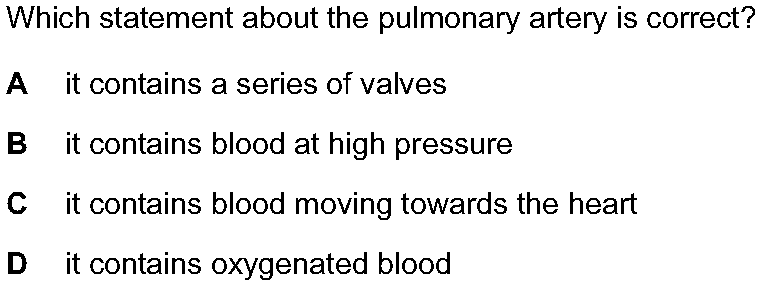 Which statement about the pulmonary artery is correct?
A it contains a series of valves
B it contains blood at high pressure
C it contains blood moving towards the heart
D it contains oxygenated blood